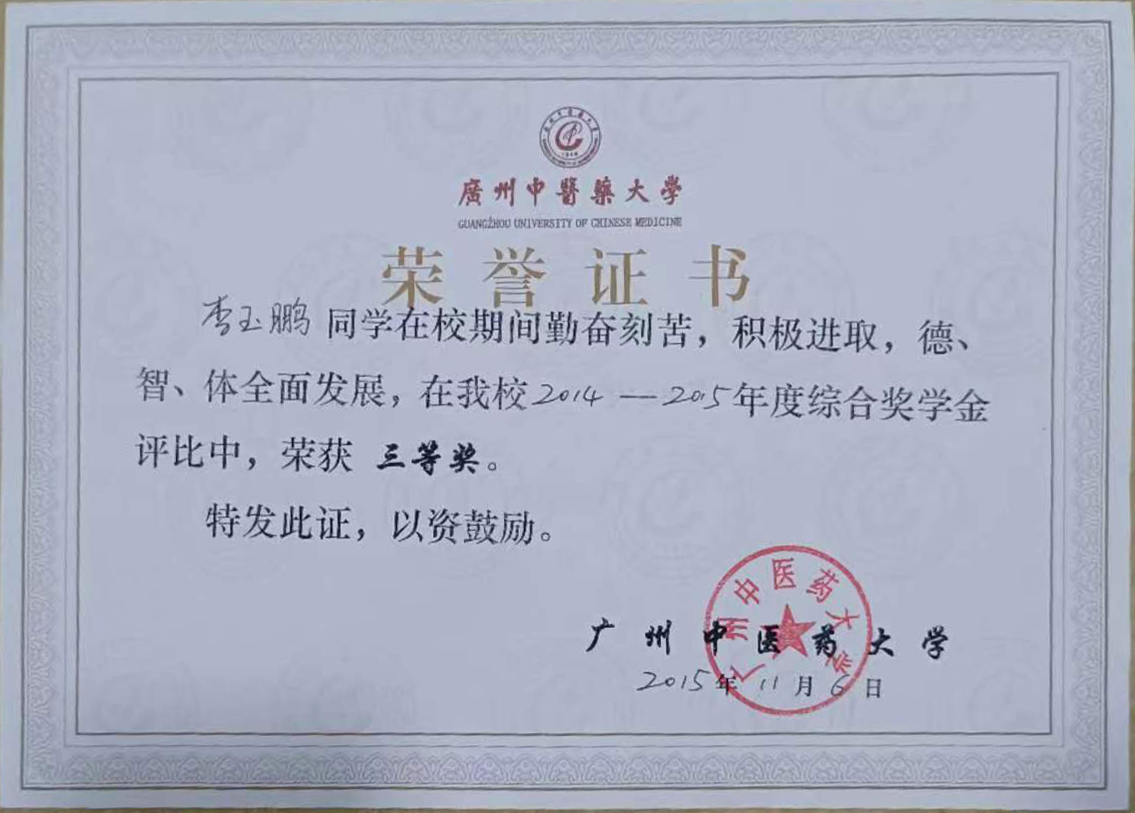 廣州中醫藥大學
GUANGZHOU UNIVERSITY OF CHINESE MEDICINE
荣誉证书
李玉鹏同学在校期间勤奋刻苦，积极进取，德、
智、体全面发展，在我校2014—2015年度综合奖学金
评比中，荣获 三等奖。
特发此证，以资鼓励。
广州中医药大学
广州中医药大学
2015年11月6日